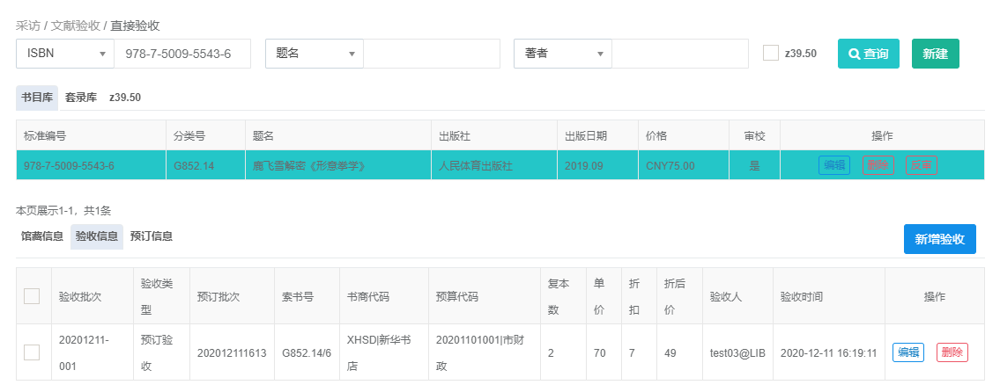 采访 / 文献验收 / 直接验收
ISBN 978-7-5009-5543-6 题名 著者 z39.50 查询 新建
书目库 套录库 z39.50
标准编号 分类号 题名 出版社 出版日期 价格 审校 操作
978-7-5009-5543-6 G852.14 鹿飞雪解密《形意拳学》 人民体育出版社 2019.09 CNY75.00 是 编辑 删除 反审
本页展示1-1，共1条
馆藏信息 验收信息 预订信息 新增验收
验收批次 验收类型 预订批次 索书号 书商代码 预算代码 复本数 单价 折扣 折后价 验收人 验收时间 操作
20201211-001 预订验收 202012111613 G852.14/6 XHSD|新华书店 20201101001|市财政 2 70 7 49 test03@LIB 2020-12-11 16:19:11 编辑 删除